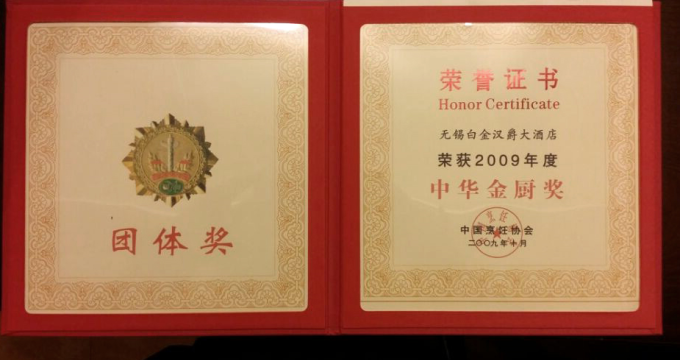 团体奖
荣誉证书
Honor Certificate
无锡白金汉爵大酒店
荣获2009年度
中华金厨奖
中国烹饪协会
二〇〇九年十月